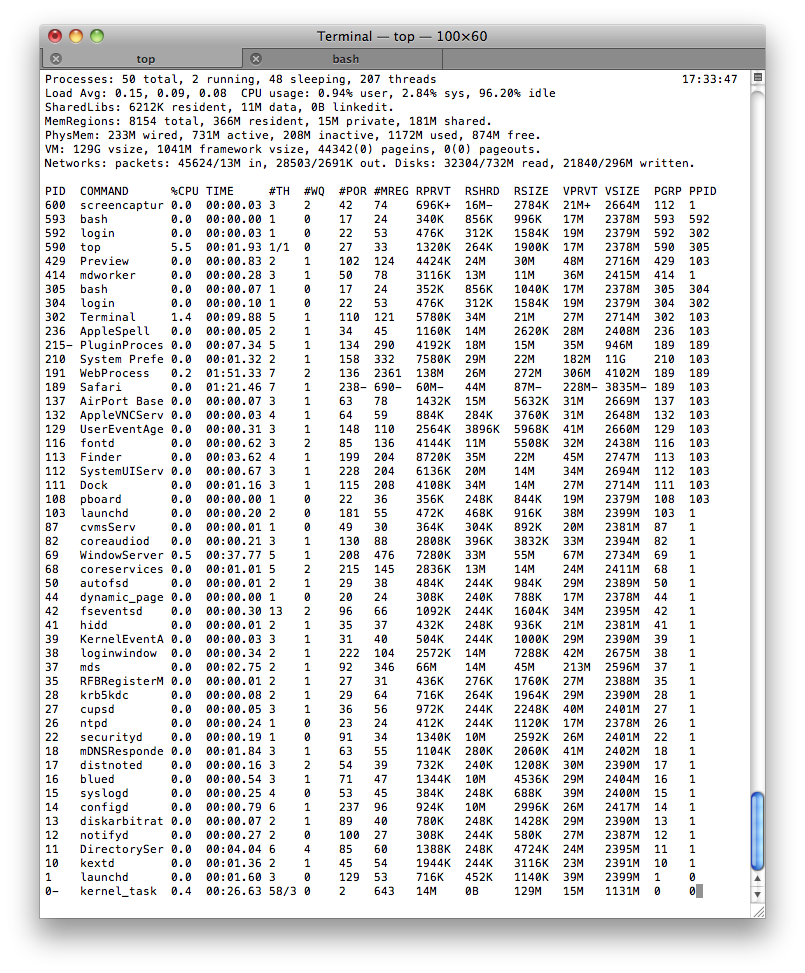 Terminal — top — 100×60
top bash
Processes: 50 total, 2 running, 48 sleeping, 207 threads 17:33:47
Load Avg: 0.15, 0.09, 0.08 CPU usage: 0.94% user, 2.84% sys, 96.20% idle
SharedLibs: 6212K resident, 11M data, 0B linkedit.
MemRegions: 8154 total, 366M resident, 15M private, 181M shared.
PhysMem: 233M wired, 731M active, 208M inactive, 1172M used, 874M free.
VM: 129G vsize, 1041M framework vsize, 44342(0) pageins, 0(0) pageouts.
Networks: packets: 45624/13M in, 28503/2691K out. Disks: 32304/732M read, 21840/296M written.
PID COMMAND %CPU TIME #TH #WQ #POR #MREG RPRVT RSHRD RSIZE VPRVT VSIZE PGRP PPID
600 screencaptur 0.0 00:00.03 3 2 42 74 696K+ 16M- 2784K 21M+ 2664M 112 1
593 bash 0.0 00:00.00 1 0 17 24 340K 856K 996K 17M 2378M 593 592
592 login 0.0 00:00.03 1 0 22 53 476K 312K 1584K 19M 2379M 592 302
590 top 5.5 00:01.93 1/1 0 27 33 1320K 264K 1900K 17M 2378M 590 305
429 Preview 0.0 00:00.83 2 1 102 124 4424K 24M 30M 48M 2716M 429 103
414 mdworker 0.0 00:00.28 3 1 50 78 3116K 13M 11M 36M 2415M 414 1
305 bash 0.0 00:00.07 1 0 17 24 352K 856K 1040K 17M 2378M 305 304
304 login 0.0 00:00.10 1 0 22 53 476K 312K 1584K 19M 2379M 304 302
302 Terminal 1.4 00:09.88 5 1 110 121 5780K 34M 21M 27M 2714M 302 103
236 AppleSpell 0.0 00:00.05 2 1 34 45 1160K 14M 2620K 28M 2408M 236 103
215- PluginProces 0.0 00:07.34 5 1 134 290 4192K 18M 15M 35M 946M 189 189
210 System Prefe 0.0 00:01.32 2 1 158 332 7580K 29M 22M 182M 11G 210 103
191 WebProcess 0.2 01:51.33 7 2 136 2361 138M 26M 272M 306M 4102M 189 189
189 Safari 0.0 01:21.46 7 1 238- 690- 60M- 44M 87M- 228M- 3835M- 189 103
137 AirPort Base 0.0 00:00.07 3 1 63 78 1432K 15M 5632K 31M 2669M 137 103
132 AppleVNCServ 0.0 00:00.03 4 1 64 59 884K 284K 3760K 31M 2648M 132 103
129 UserEventAge 0.0 00:00.31 3 1 148 110 2564K 3896K 5968K 41M 2660M 129 103
116 fontd 0.0 00:00.62 3 2 85 136 4144K 11M 5508K 32M 2438M 116 103
113 Finder 0.0 00:03.62 4 1 199 204 8720K 35M 22M 45M 2747M 113 103
112 SystemUIServ 0.0 00:00.67 3 1 228 204 6136K 20M 14M 34M 2694M 112 103
111 Dock 0.0 00:01.16 3 1 115 208 4108K 34M 14M 27M 2714M 111 103
108 pboard 0.0 00:00.00 1 0 22 36 356K 248K 844K 19M 2379M 108 103
103 launchd 0.0 00:00.20 2 0 181 55 472K 468K 916K 38M 2399M 103 1
87 cvmsServ 0.0 00:00.01 1 0 49 30 364K 304K 892K 20M 2381M 87 1
82 coreaudiod 0.0 00:00.21 3 1 130 88 2808K 396K 3832K 33M 2394M 82 1
69 WindowServer 0.5 00:37.77 5 1 208 476 7280K 33M 55M 67M 2734M 69 1
68 coreservices 0.0 00:01.01 5 2 215 145 2836K 13M 14M 24M 2411M 68 1
50 autofsd 0.0 00:00.01 2 1 29 38 484K 244K 984K 29M 2389M 50 1
44 dynamic_page 0.0 00:00.00 1 0 20 24 308K 240K 788K 17M 2378M 44 1
42 fseventsd 0.0 00:00.30 13 2 96 66 1092K 244K 1604K 34M 2395M 42 1
41 hidd 0.0 00:00.01 2 1 35 37 432K 248K 936K 21M 2381M 41 1
39 KernelEventA 0.0 00:00.03 3 1 31 40 504K 244K 1000K 29M 2390M 39 1
38 loginwindow 0.0 00:00.34 2 1 222 104 2572K 14M 7288K 42M 2675M 38 1
37 mds 0.0 00:02.75 2 1 92 346 66M 14M 45M 213M 2596M 37 1
35 RFBRegisterM 0.0 00:00.01 2 1 27 31 436K 276K 1760K 27M 2388M 35 1
28 krb5kdc 0.0 00:00.08 2 1 29 64 716K 264K 1964K 29M 2390M 28 1
27 cupsd 0.0 00:00.05 3 1 36 56 972K 244K 2248K 40M 2401M 27 1
26 ntpd 0.0 00:00.24 1 0 23 24 412K 244K 1120K 17M 2378M 26 1
22 securityd 0.0 00:00.19 1 0 91 34 1340K 10M 2592K 26M 2401M 22 1
18 mDNSResponde 0.0 00:01.84 3 1 63 55 1104K 280K 2060K 41M 2402M 18 1
17 distnoted 0.0 00:00.16 3 2 54 39 732K 240K 1208K 30M 2390M 17 1
16 blued 0.0 00:00.54 3 1 71 47 1344K 10M 4536K 29M 2404M 16 1
15 syslogd 0.0 00:00.25 4 0 53 45 384K 248K 688K 39M 2400M 15 1
14 configd 0.0 00:00.79 6 1 237 96 924K 10M 2996K 26M 2417M 14 1
13 diskarbitrat 0.0 00:00.07 2 1 89 40 780K 248K 1428K 29M 2390M 13 1
12 notifyd 0.0 00:00.27 2 0 100 27 308K 244K 580K 27M 2387M 12 1
11 DirectorySer 0.0 00:04.04 6 4 85 60 1388K 248K 4724K 24M 2395M 11 1
10 kextd 0.0 00:01.36 2 1 45 54 1944K 244K 3116K 23M 2391M 10 1
1 launchd 0.0 00:01.60 3 0 129 53 716K 452K 1140K 39M 2399M 1 0
0- kernel_task 0.4 00:26.63 58/3 0 2 643 14M 0B 129M 15M 1131M 0 0